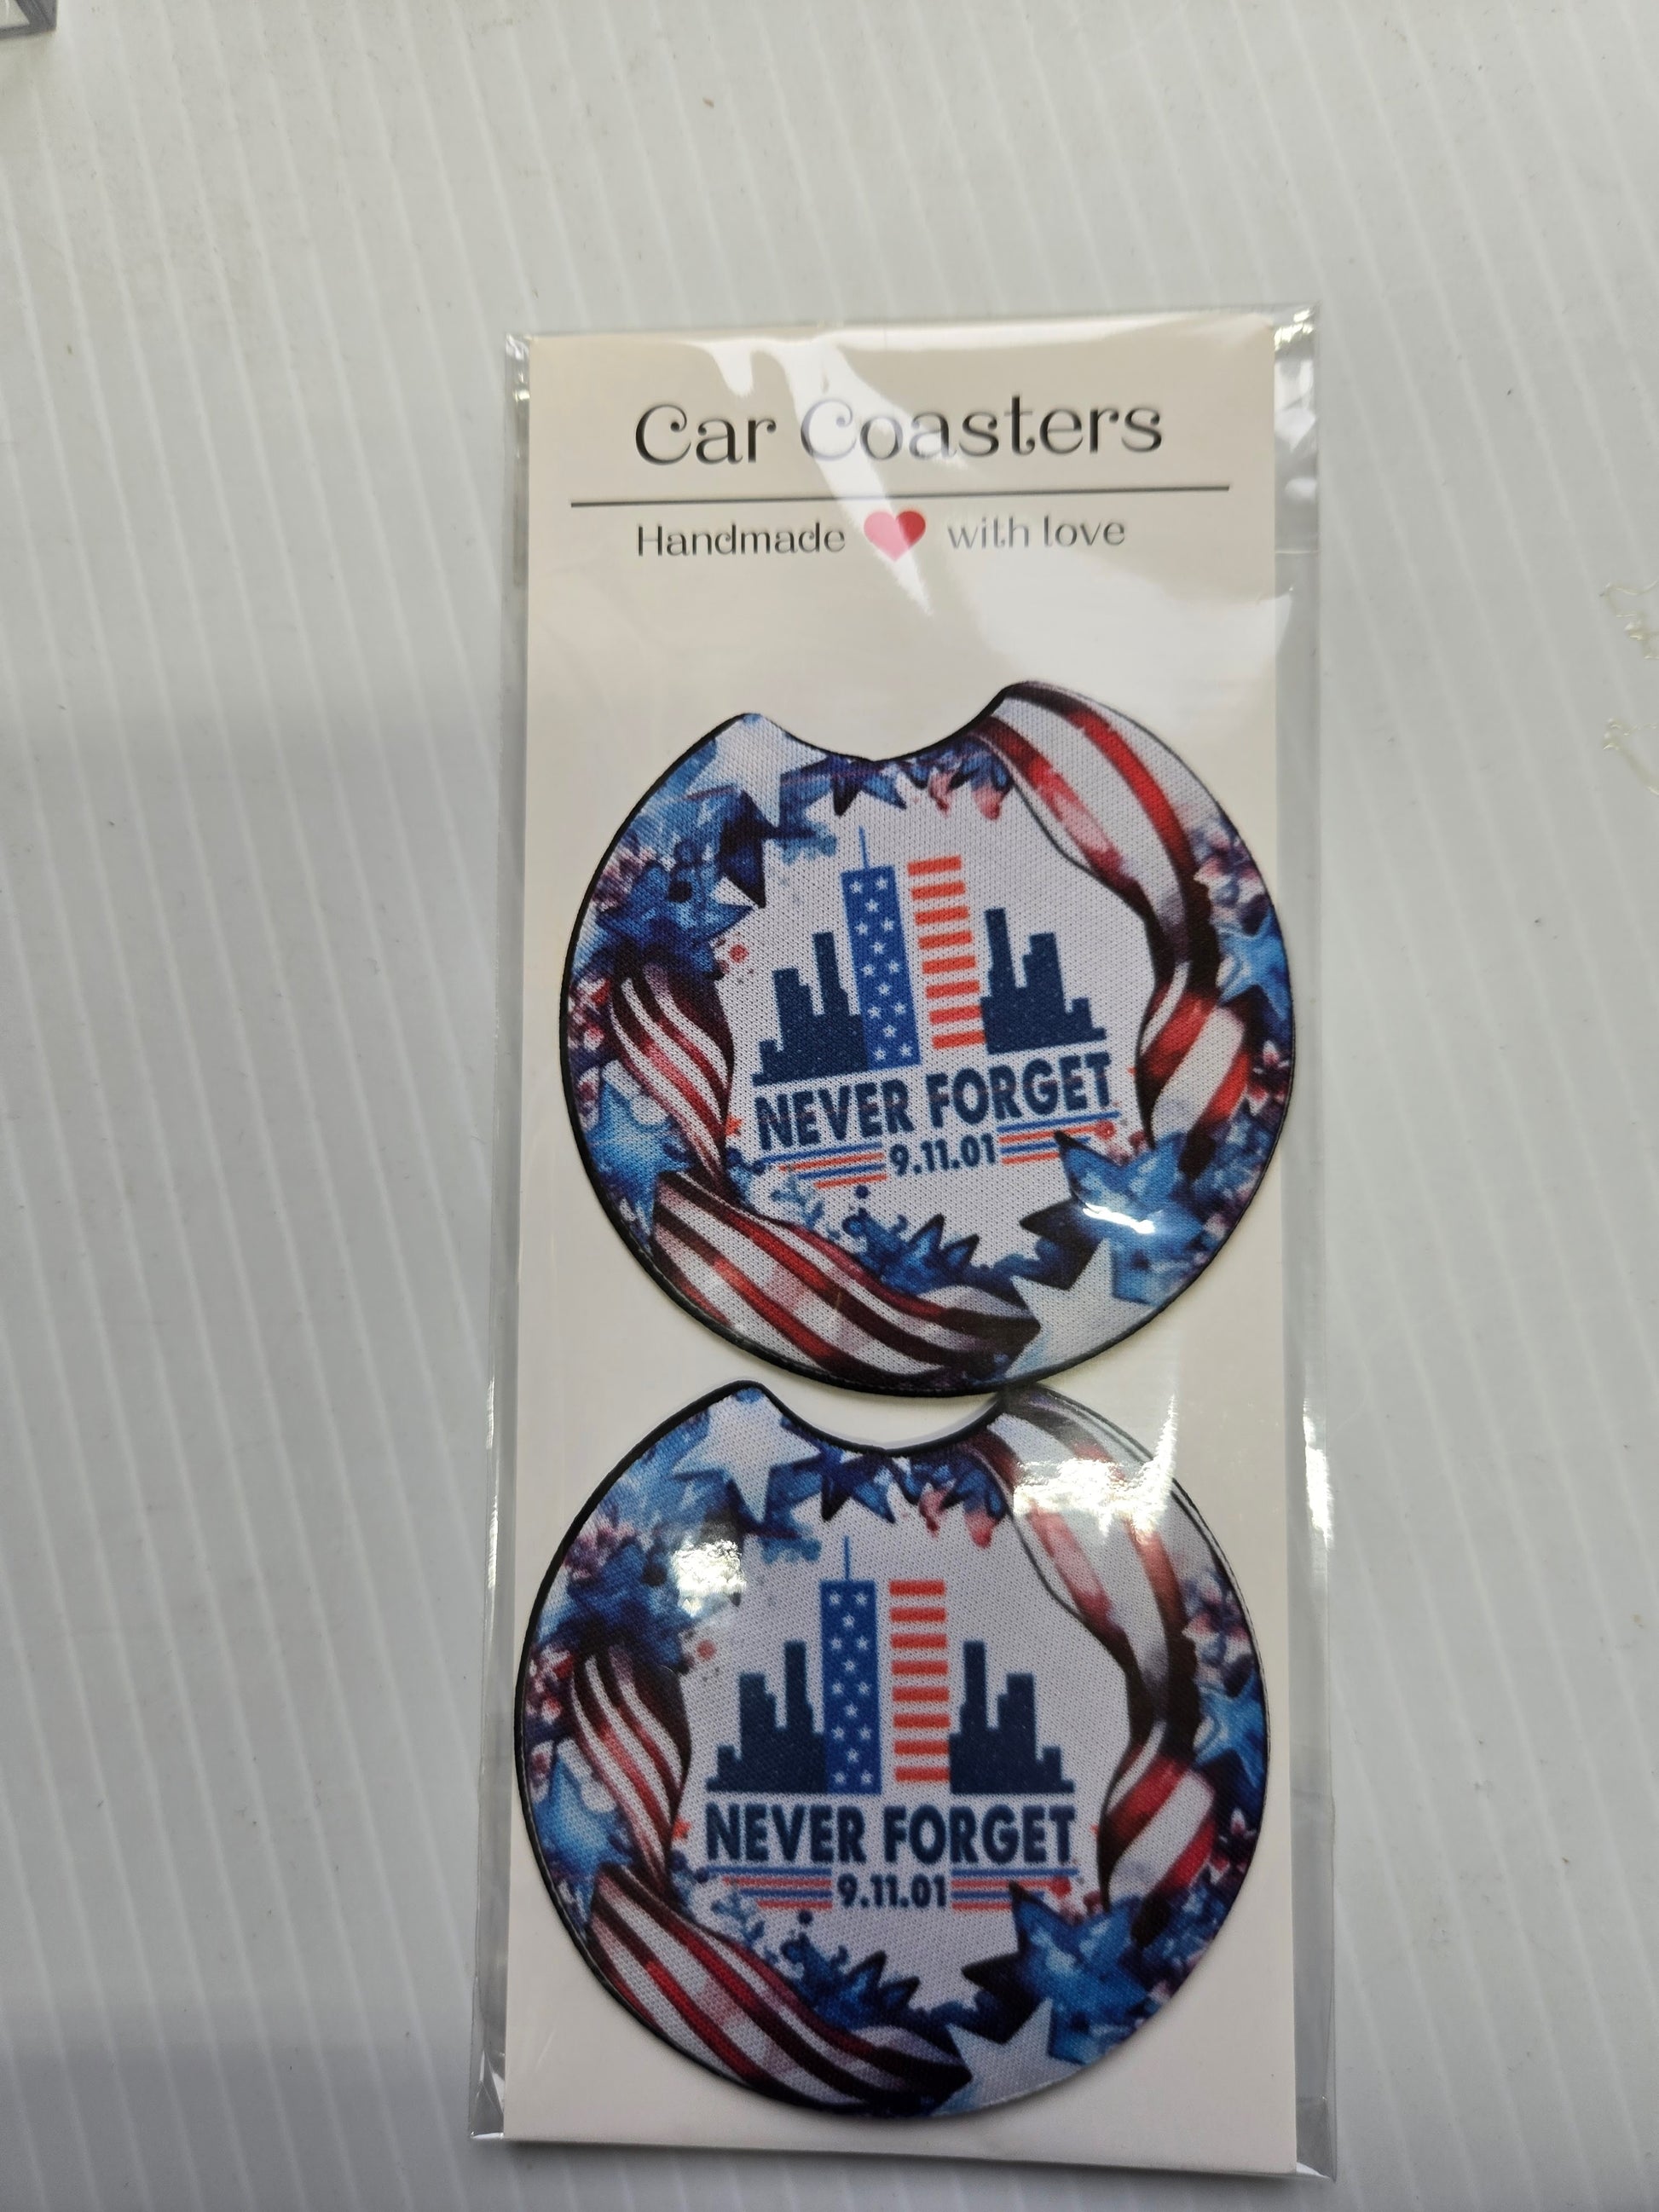 Car Coasters
Handmade with love
NEVER FORGET
9.11.01
NEVER FORGET
9.11.01